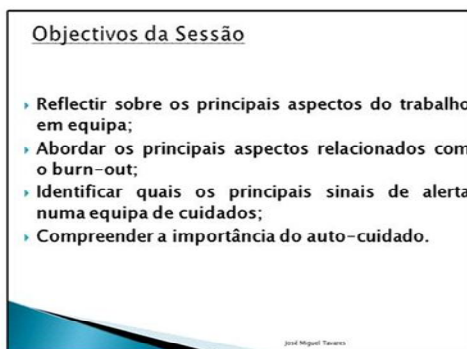 Objectivos da Sessão
Reflectir sobre os principais aspectos do trabalho
em equipa;
Abordar os principais aspectos relacionados com
o burn-out;
Identificar quais os principais sinais de alerta
numa equipa de cuidados;
Compreender a importância do auto-cuidado.
José Miguel Tavares